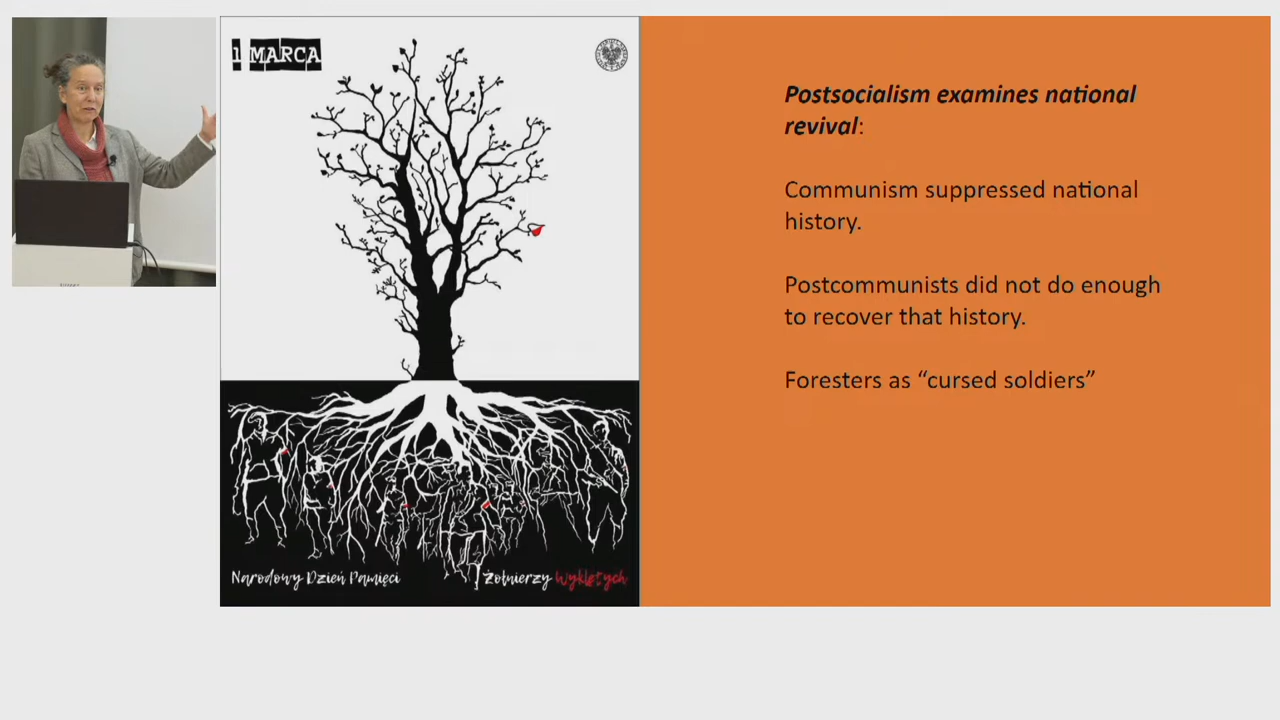 1 MARCA
Narodowy Dzień Pamięci Żołnierzy Wyklętych
Postsocialism examines national
revival:
Communism suppressed national
history.
Postcommunists did not do enough
to recover that history.
Foresters as “cursed soldiers”